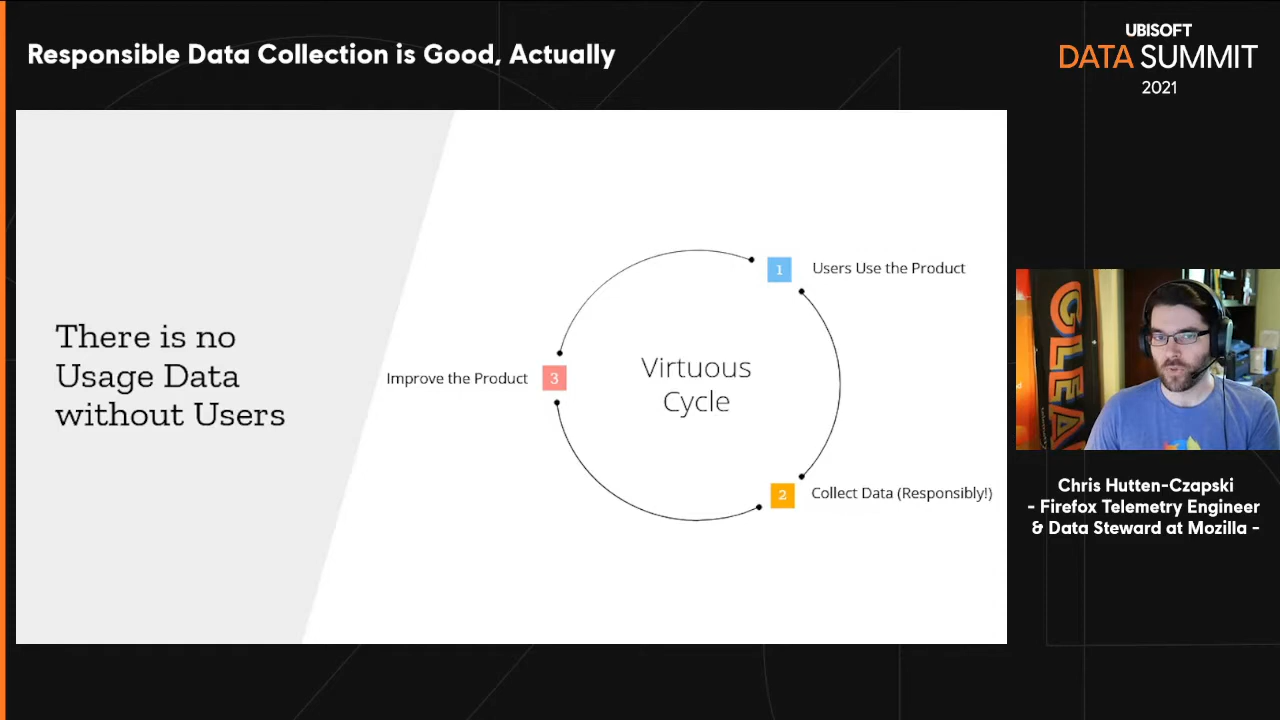 Responsible Data Collection is Good, Actually
UBISOFT
DATA SUMMIT
2021
There is no
Usage Data
without Users
1
Users Use the Product
Improve the Product
3
Virtuous
Cycle
2
Collect Data (Responsibly!)
Chris Hutten-Czapski
- Firefox Telemetry Engineer
& Data Steward at Mozilla -